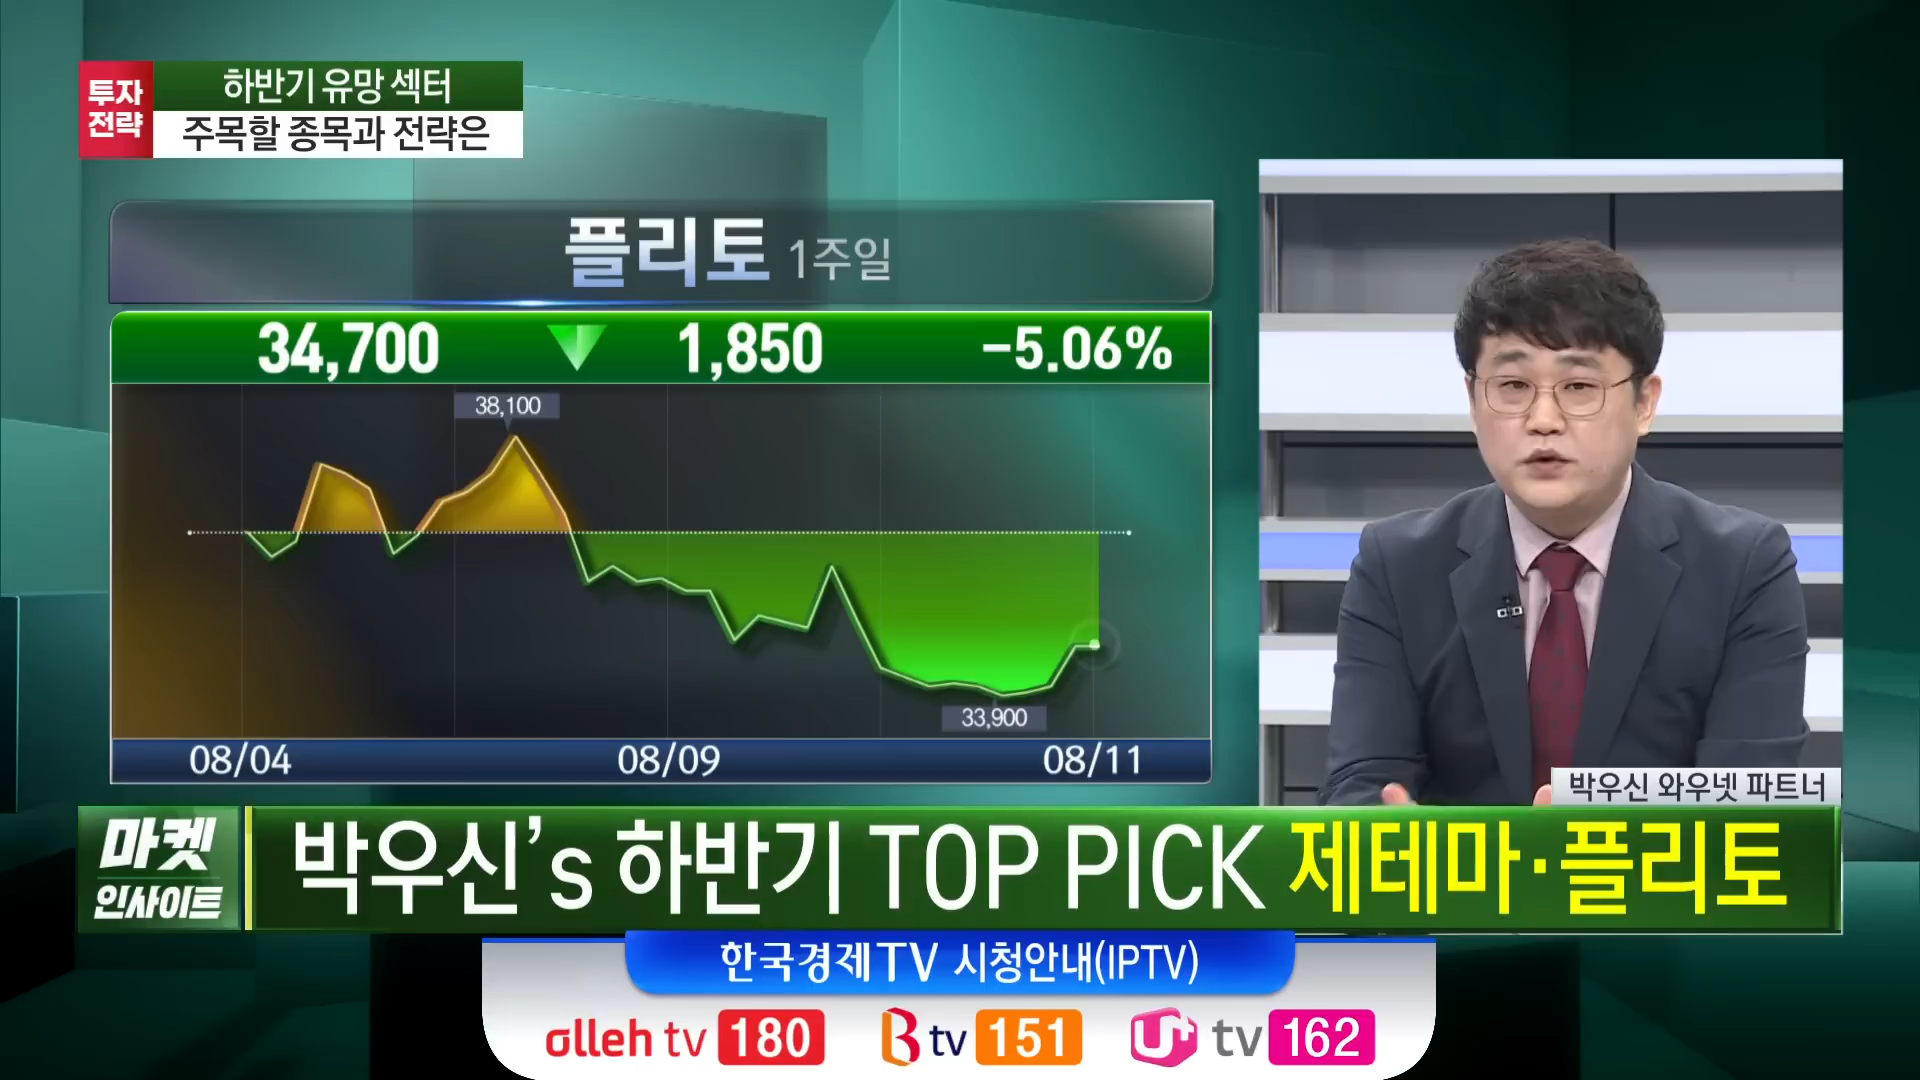 투자
전략
하반기 유망 섹터
주목할 종목과 전략은
플리토 1주일
34,700 ▼ 1,850 -5.06%
38,100
33,900
08/04 08/09 08/11
박우신 와우넷 파트너
마켓
인사이트
박우신's 하반기 TOP PICK 제테마·플리토
한국경제TV 시청안내(IPTV)
olleh tv 180 B tv 151 U+ tv 162